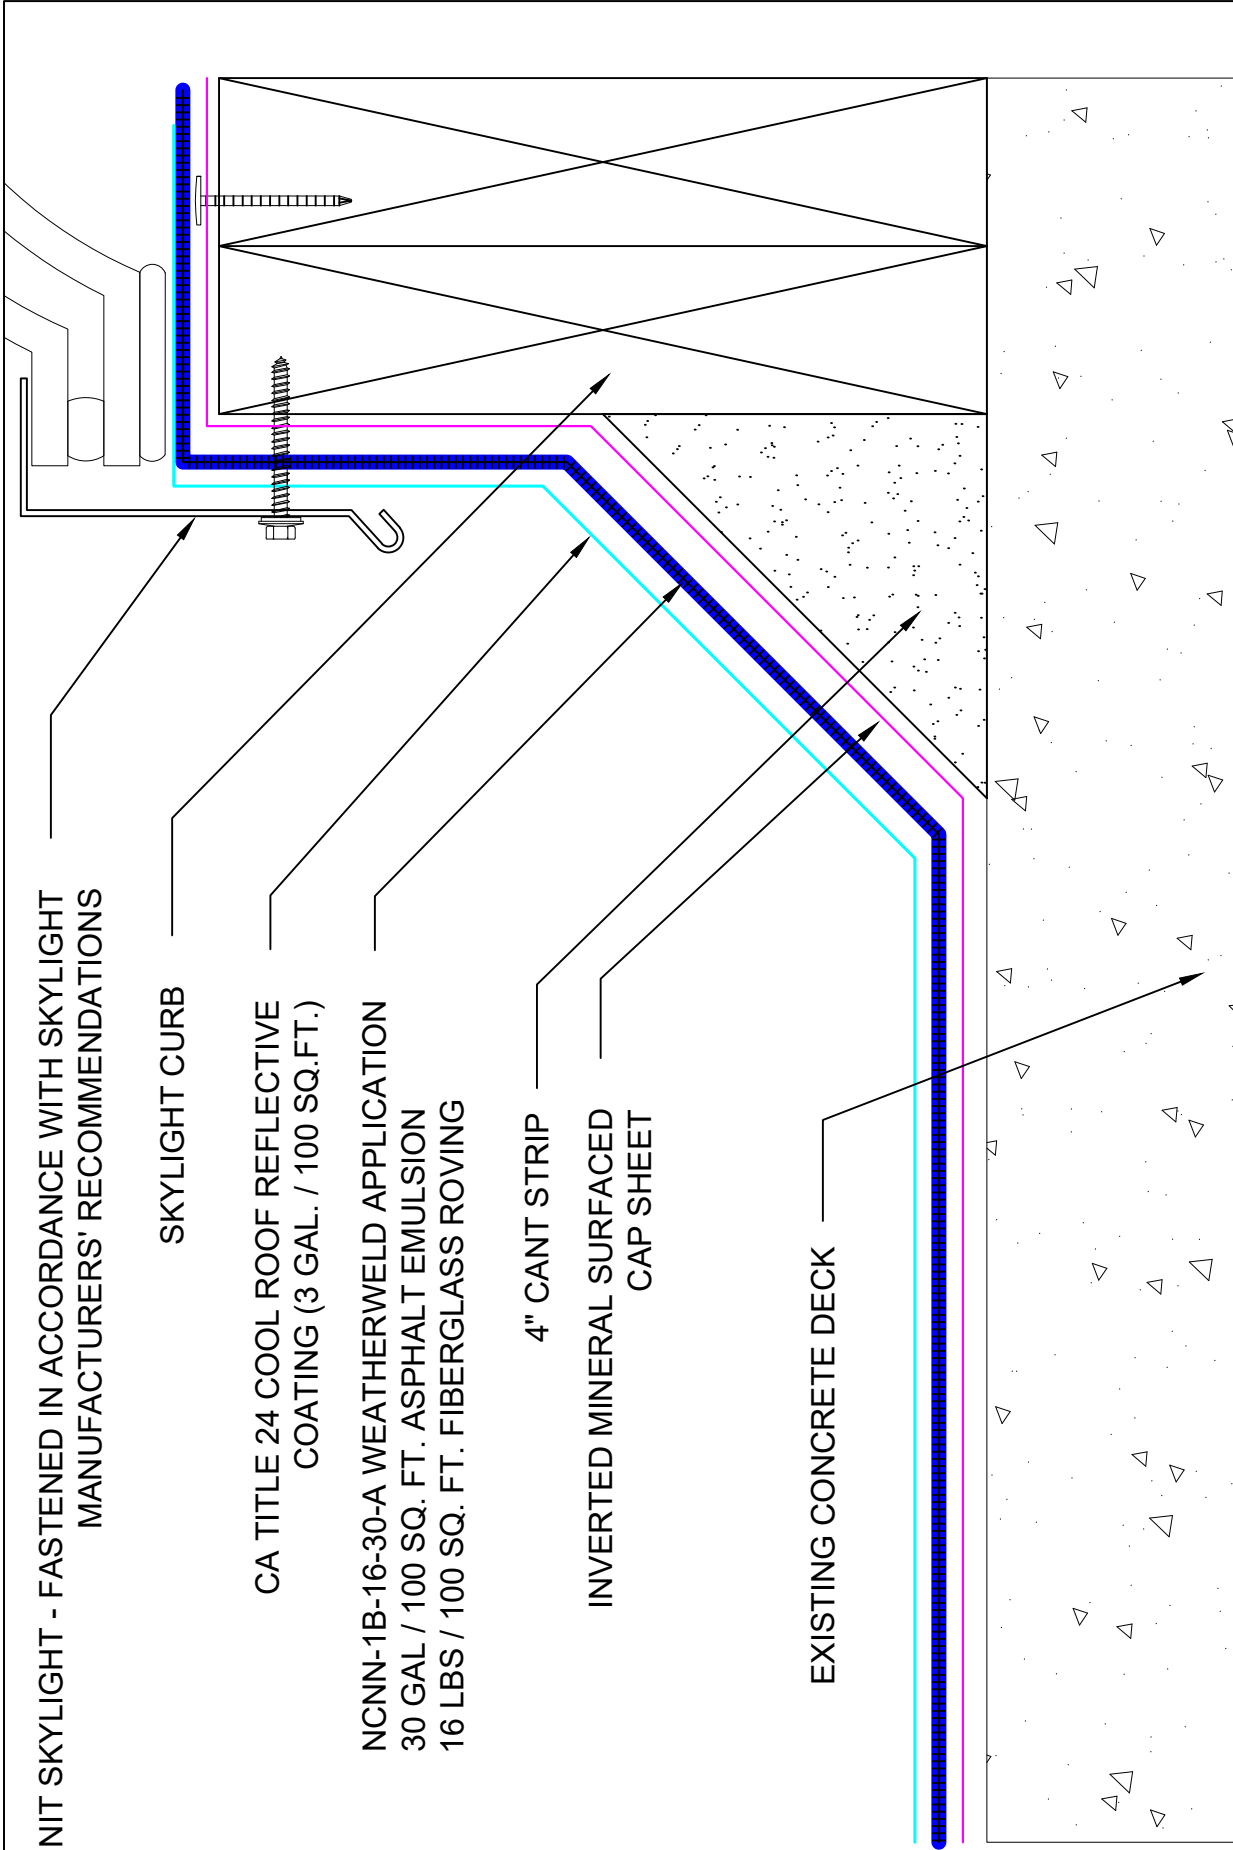 NIT SKYLIGHT - FASTENED IN ACCORDANCE WITH SKYLIGHT
MANUFACTURERS' RECOMMENDATIONS
SKYLIGHT CURB
CA TITLE 24 COOL ROOF REFLECTIVE
COATING (3 GAL. / 100 SQ.FT.)
NCNN-1B-16-30-A WEATHERWELD APPLICATION
30 GAL / 100 SQ. FT. ASPHALT EMULSION
16 LBS / 100 SQ. FT. FIBERGLASS ROVING
4" CANT STRIP
INVERTED MINERAL SURFACED
CAP SHEET
EXISTING CONCRETE DECK